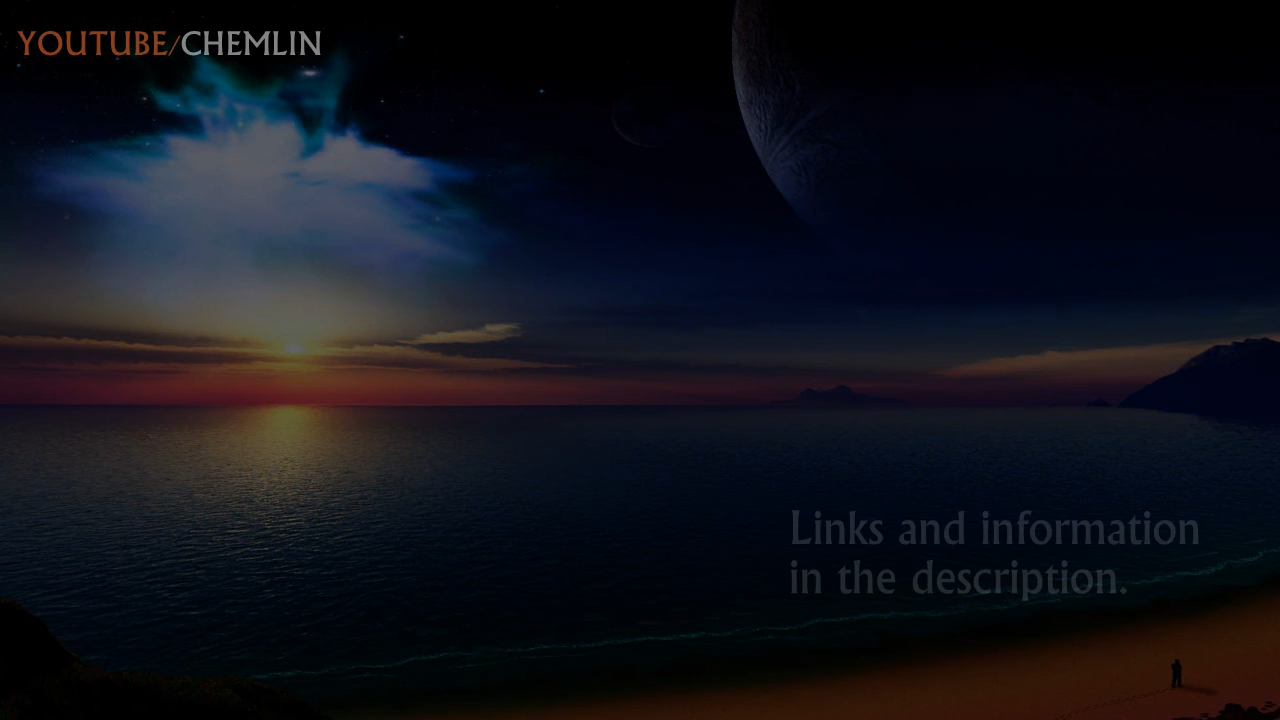 YOUTUBE/CHEMLIN
Links and information
in the description.